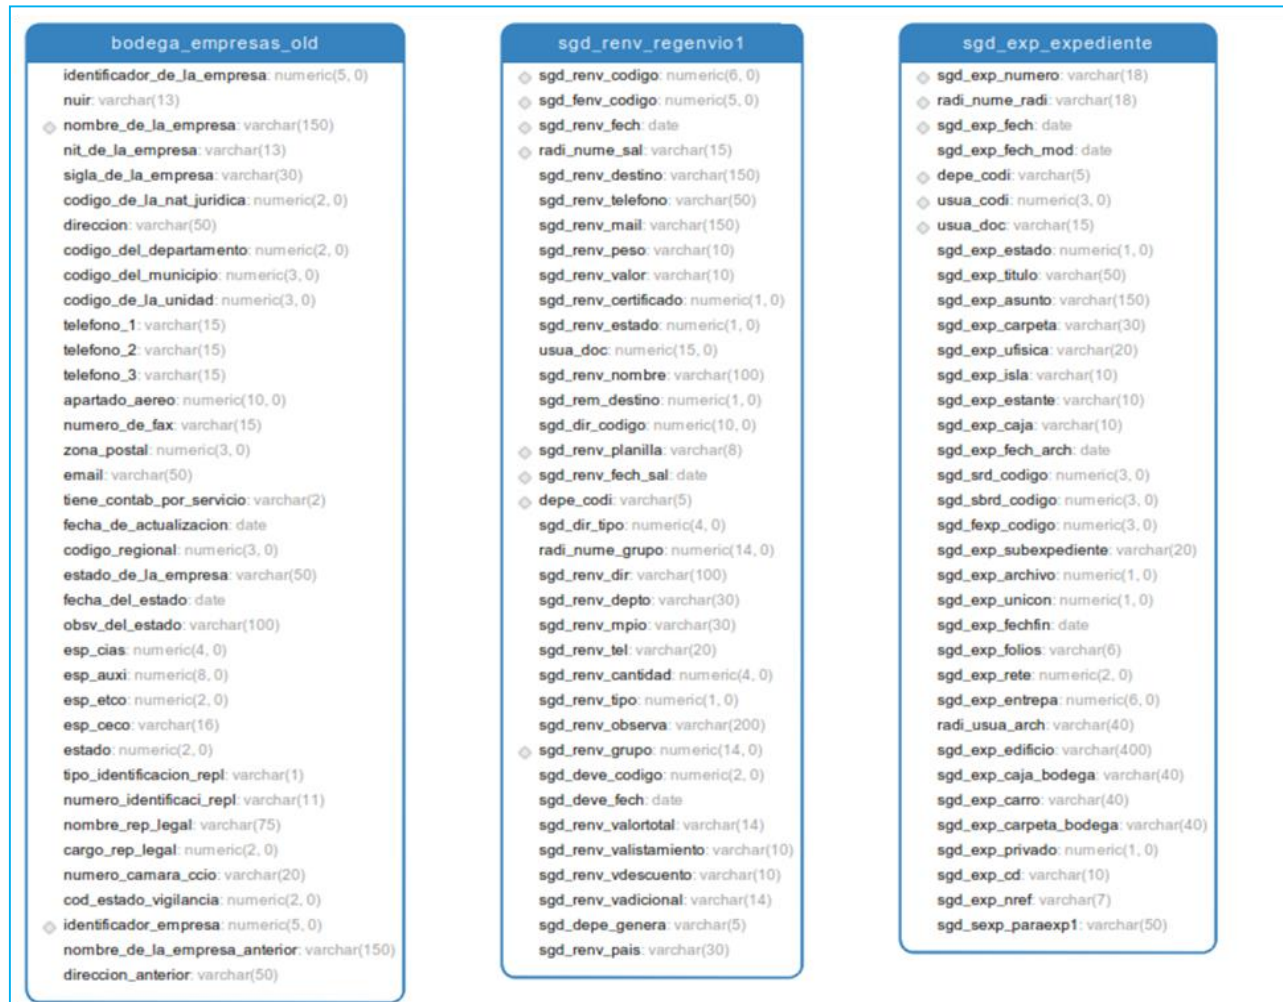 bodega_empresas_old
identificador_de_la_empresa: numeric(5, 0)
nuir: varchar(13)
nombre_de_la_empresa: varchar(150)
nit_de_la_empresa: varchar(13)
sigla_de_la_empresa: varchar(30)
codigo_de_la_nat_juridica: numeric(2, 0)
direccion: varchar(50)
codigo_del_departamento: numeric(2, 0)
codigo_del_municipio: numeric(3, 0)
codigo_de_la_unidad: numeric(3, 0)
telefono_1: varchar(15)
telefono_2: varchar(15)
telefono_3: varchar(15)
apartado_aereo: numeric(10, 0)
numero_de_fax: varchar(15)
zona_postal: numeric(3, 0)
email: varchar(50)
tiene_contab_por_servicio: varchar(2)
fecha_de_actualizacion: date
codigo_regional: numeric(3, 0)
estado_de_la_empresa: varchar(50)
fecha_del_estado: date
obsv_del_estado: varchar(100)
esp_cias: numeric(4, 0)
esp_auxi: numeric(8, 0)
esp_etco: numeric(2, 0)
esp_ceco: varchar(16)
estado: numeric(2, 0)
tipo_identificacion_repl: varchar(1)
numero_identificaci_repl: varchar(11)
nombre_rep_legal: varchar(75)
cargo_rep_legal: numeric(2, 0)
numero_camara_ccio: varchar(20)
cod_estado_vigilancia: numeric(2, 0)
identificador_empresa: numeric(5, 0)
nombre_de_la_empresa_anterior: varchar(150)
direccion_anterior: varchar(50)
sgd_renv_regenvio1
sgd_renv_codigo: numeric(6, 0)
sgd_fenv_codigo: numeric(5, 0)
sgd_renv_fech: date
radi_nume_sal: varchar(15)
sgd_renv_destino: varchar(150)
sgd_renv_telefono: varchar(50)
sgd_renv_mail: varchar(150)
sgd_renv_peso: varchar(10)
sgd_renv_valor: varchar(10)
sgd_renv_certificado: numeric(1, 0)
sgd_renv_estado: numeric(1, 0)
usua_doc: numeric(15, 0)
sgd_renv_nombre: varchar(100)
sgd_rem_destino: numeric(1, 0)
sgd_dir_codigo: numeric(10, 0)
sgd_renv_planilla: varchar(8)
sgd_renv_fech_sal: date
depe_codi: varchar(5)
sgd_dir_tipo: numeric(4, 0)
radi_nume_grupo: numeric(14, 0)
sgd_renv_dir: varchar(100)
sgd_renv_depto: varchar(30)
sgd_renv_mpio: varchar(30)
sgd_renv_tel: varchar(20)
sgd_renv_cantidad: numeric(4, 0)
sgd_renv_tipo: numeric(1, 0)
sgd_renv_observa: varchar(200)
sgd_renv_grupo: numeric(14, 0)
sgd_deve_codigo: numeric(2, 0)
sgd_deve_fech: date
sgd_renv_valortotal: varchar(14)
sgd_renv_valistamiento: varchar(10)
sgd_renv_vdescuento: varchar(10)
sgd_renv_vadicional: varchar(14)
sgd_depe_genera: varchar(5)
sgd_renv_pais: varchar(30)
sgd_exp_expediente
sgd_exp_numero: varchar(18)
radi_nume_radi: varchar(18)
sgd_exp_fech: date
sgd_exp_fech_mod: date
depe_codi: varchar(5)
usua_codi: numeric(3, 0)
usua_doc: varchar(15)
sgd_exp_estado: numeric(1, 0)
sgd_exp_titulo: varchar(50)
sgd_exp_asunto: varchar(150)
sgd_exp_carpeta: varchar(30)
sgd_exp_ufisica: varchar(20)
sgd_exp_isla: varchar(10)
sgd_exp_estante: varchar(10)
sgd_exp_caja: varchar(10)
sgd_exp_fech_arch: date
sgd_srd_codigo: numeric(3, 0)
sgd_sbrd_codigo: numeric(3, 0)
sgd_fexp_codigo: numeric(3, 0)
sgd_exp_subexpediente: varchar(20)
sgd_exp_archivo: numeric(1, 0)
sgd_exp_unicon: numeric(1, 0)
sgd_exp_fechfin: date
sgd_exp_folios: varchar(6)
sgd_exp_rete: numeric(2, 0)
sgd_exp_entrepa: numeric(6, 0)
radi_usua_arch: varchar(40)
sgd_exp_edificio: varchar(400)
sgd_exp_caja_bodega: varchar(40)
sgd_exp_carro: varchar(40)
sgd_exp_carpeta_bodega: varchar(40)
sgd_exp_privado: numeric(1, 0)
sgd_exp_cd: varchar(10)
sgd_exp_nref: varchar(7)
sgd_sexp_paraexp1: varchar(50)